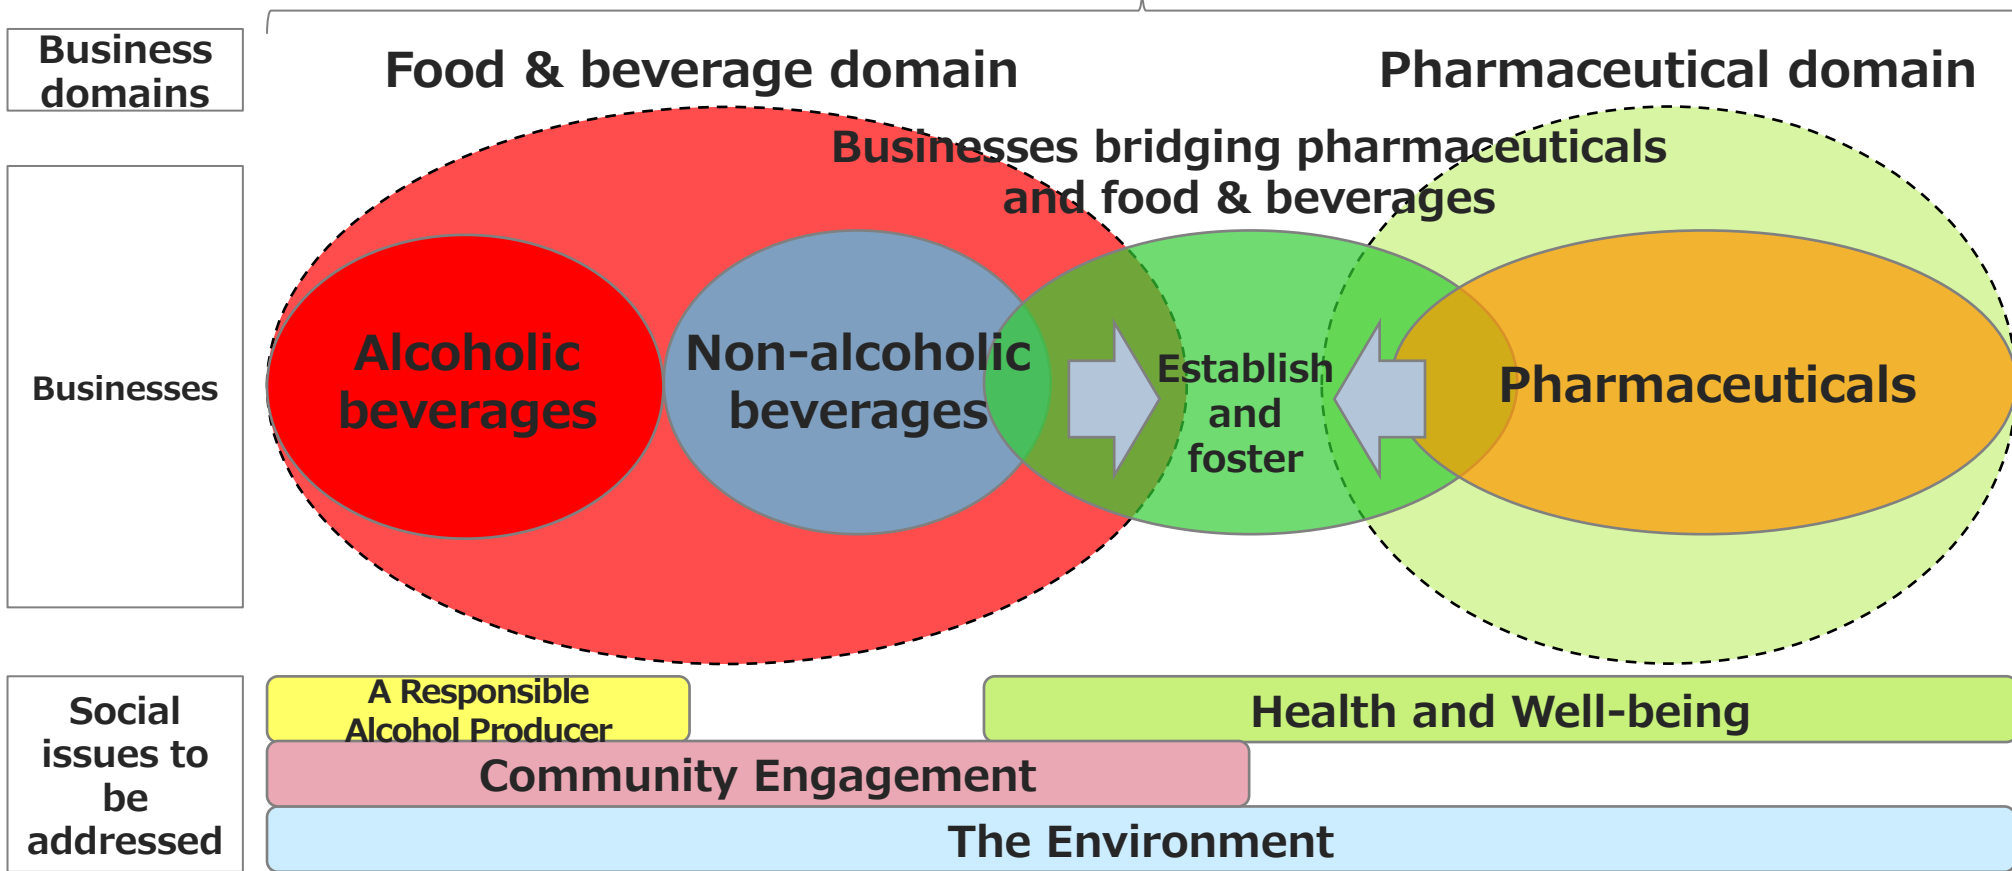 Business
domains
Food & beverage domain
Pharmaceutical domain
Businesses bridging pharmaceuticals
and food & beverages
Businesses
Alcoholic
beverages
Non-alcoholic
beverages
Establish
and
foster
Pharmaceuticals
Social
issues to
be
addressed
A Responsible
Alcohol Producer
Health and Well-being
Community Engagement
The Environment